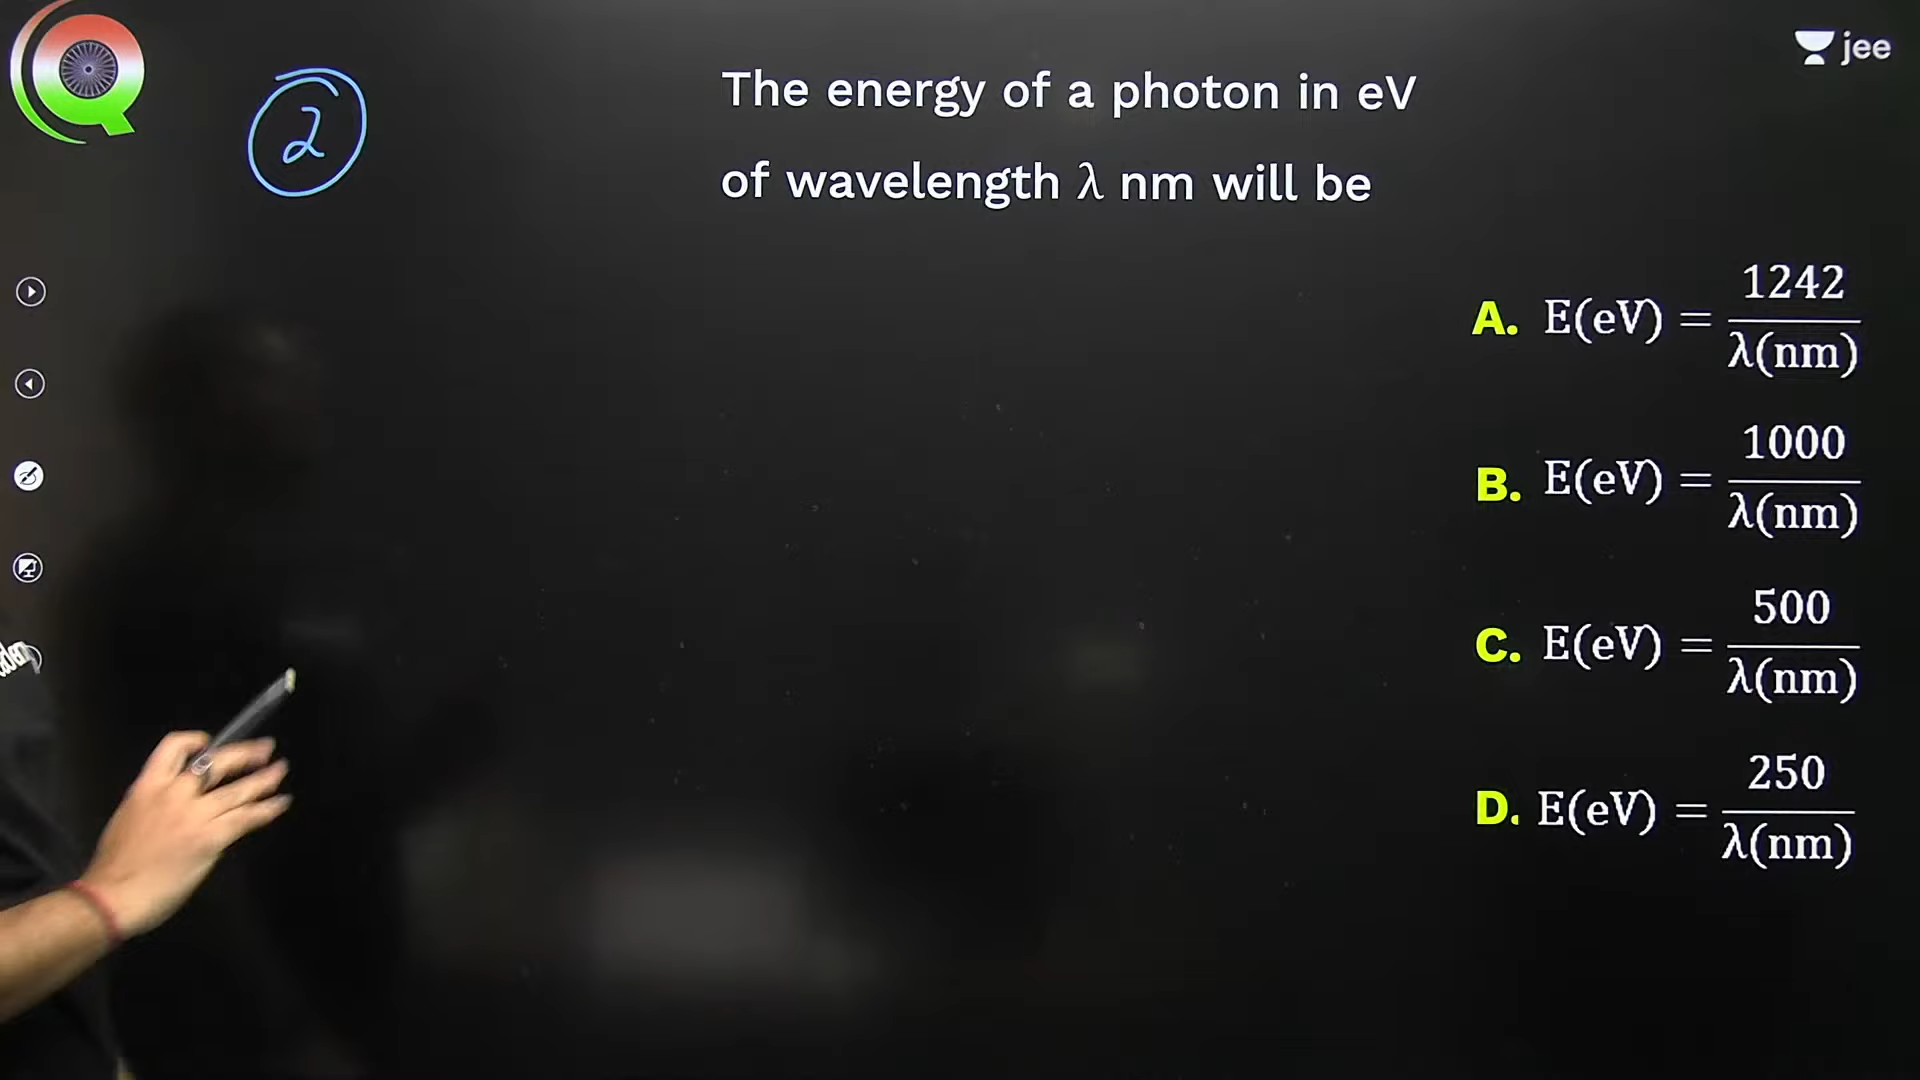 jee
2
The energy of a photon in eV
of wavelength λ nm will be
A. E(eV) = 1242 / λ(nm)
B. E(eV) = 1000 / λ(nm)
C. E(eV) = 500 / λ(nm)
D. E(eV) = 250 / λ(nm)